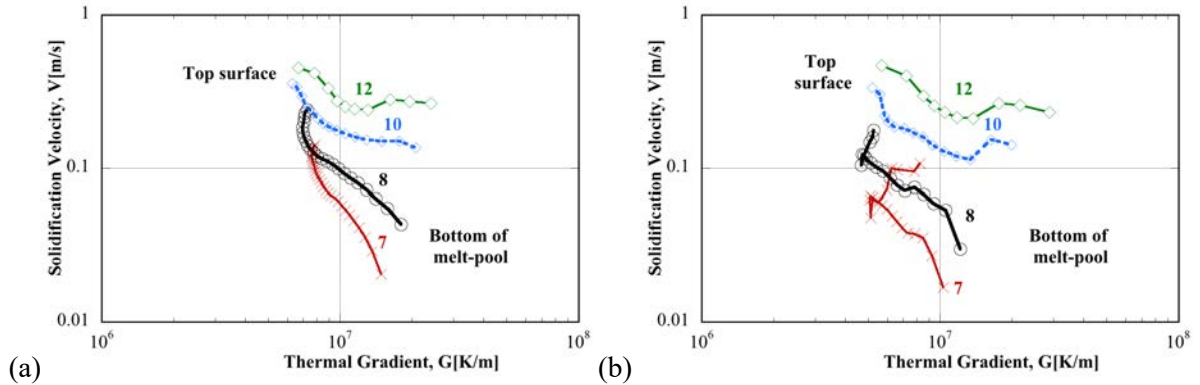 1
0.1
0.01
Solidification Velocity, V[m/s]
Top surface
12
10
8
7
Bottom of
melt-pool
10^6
10^7
10^8
Thermal Gradient, G[K/m]
(a)
1
0.1
0.01
Solidification Velocity, V[m/s]
Top
surface
12
10
8
7
Bottom of
melt-pool
10^6
10^7
10^8
Thermal Gradient, G[K/m]
(b)